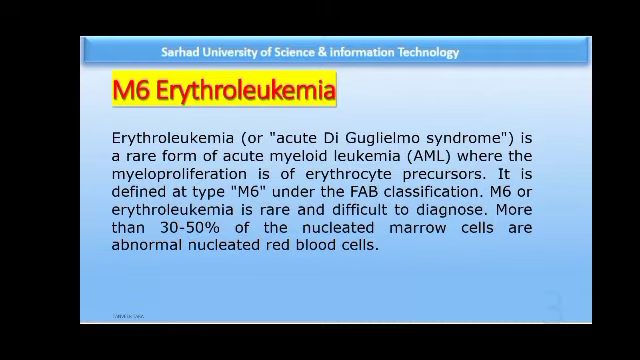 Sarhad University of Science & information Technology
M6 Erythroleukemia
Erythroleukemia (or "acute Di Guglielmo syndrome") is
a rare form of acute myeloid leukemia (AML) where the
myeloproliferation is of erythrocyte precursors. It is
defined at type "M6" under the FAB classification. M6 or
erythroleukemia is rare and difficult to diagnose. More
than 30-50% of the nucleated marrow cells are
abnormal nucleated red blood cells.
3